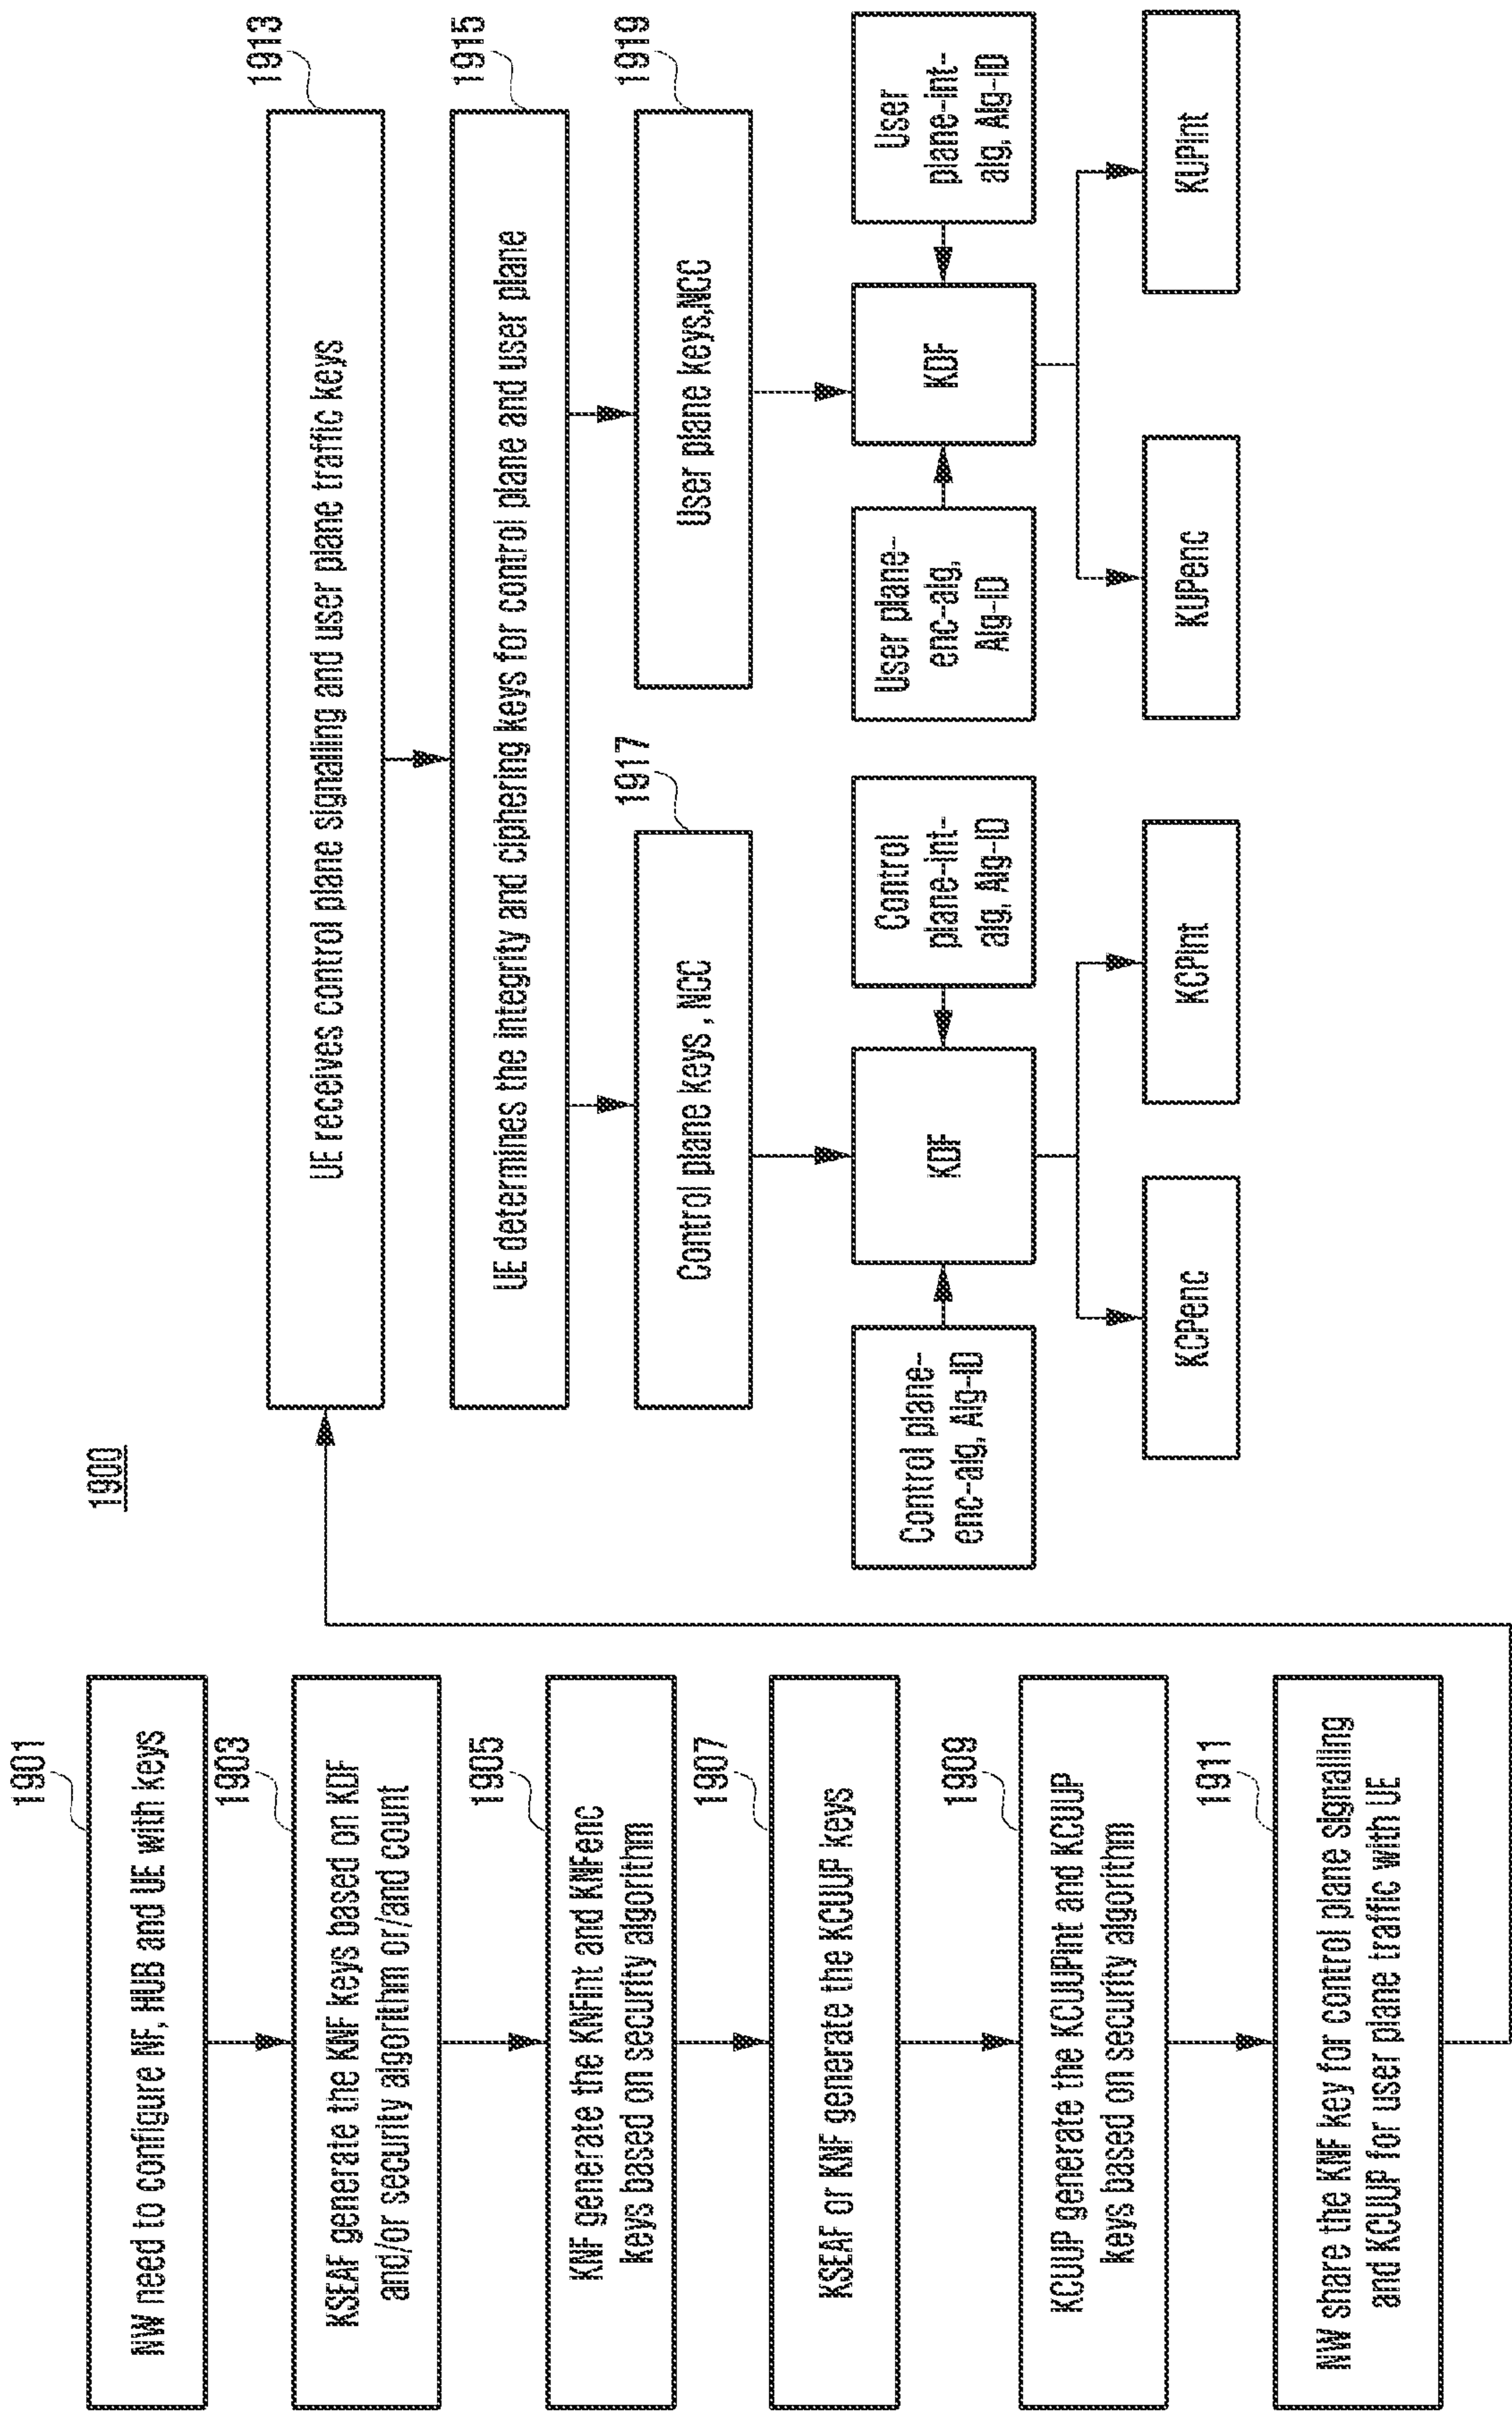 1900
1901
NW need to configure NF, HUB and UE with keys
1903
KSEAF generate the KNF keys based on KDF
and/or security algorithm or/and count
1905
KNF generate the KNFint and KNFenc
keys based on security algorithm
1907
KSEAF or KNF generate the KCUUP keys
1909
KCUUP generate the KCUUPint and KCUUP
keys based on security algorithm
1911
NW share the KNF key for control plane signalling
and KCUUP for user plane traffic with UE
1913
UE receives control plane signalling and user plane traffic keys
1915
UE determines the integrity and ciphering keys for control plane and user plane
1917
Control plane keys , NCC
1919
User plane keys,NCC
Control plane-
enc-alg, Alg-ID
KDF
Control
plane-int-
alg, Alg-ID
User plane-
enc-alg,
Alg-ID
KDF
User
plane-int-
alg, Alg-ID
KCPenc
KCPint
KUPenc
KUPint